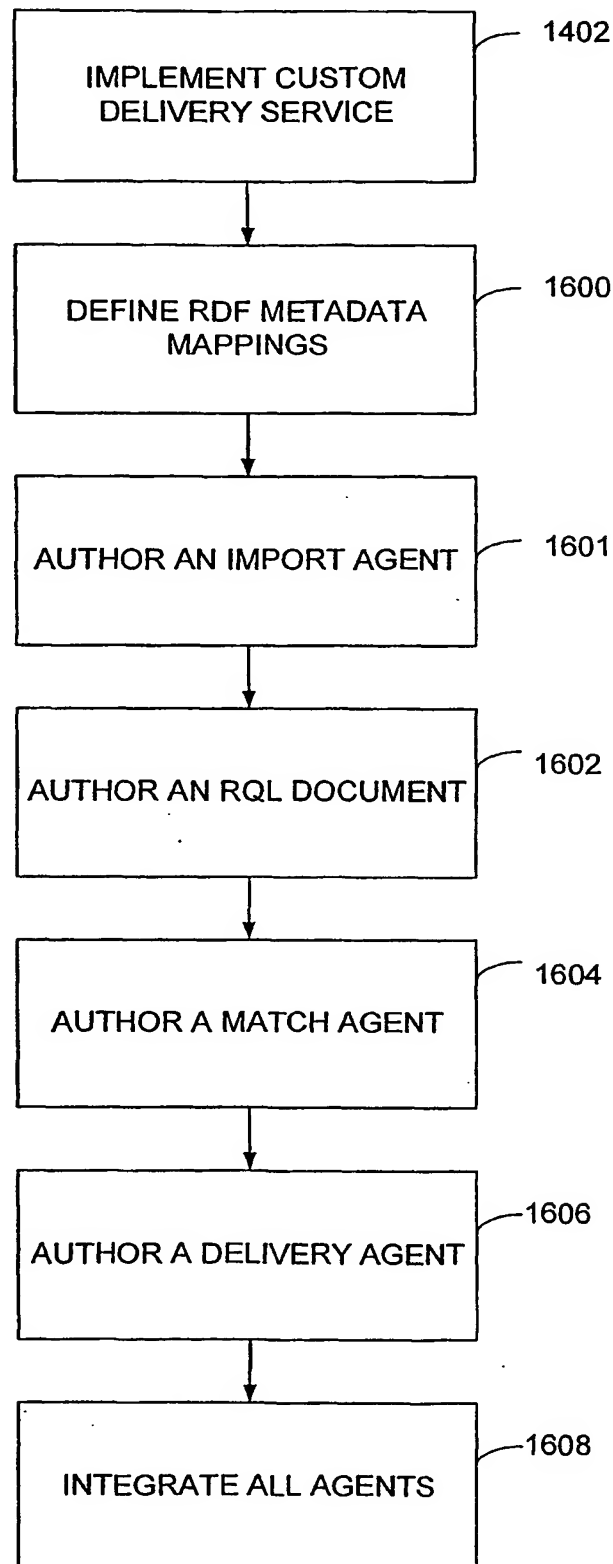 IMPLEMENT CUSTOM
DELIVERY SERVICE
1402
DEFINE RDF METADATA
MAPPINGS
1600
AUTHOR AN IMPORT AGENT
1601
AUTHOR AN RQL DOCUMENT
1602
AUTHOR A MATCH AGENT
1604
AUTHOR A DELIVERY AGENT
1606
INTEGRATE ALL AGENTS
1608